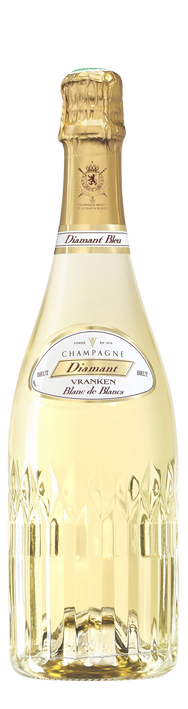 Diamant Bleu
FONDÉ EN 1976
CHAMPAGNE
BRUT Diamant BRUT
VRANKEN
Blanc de Blancs